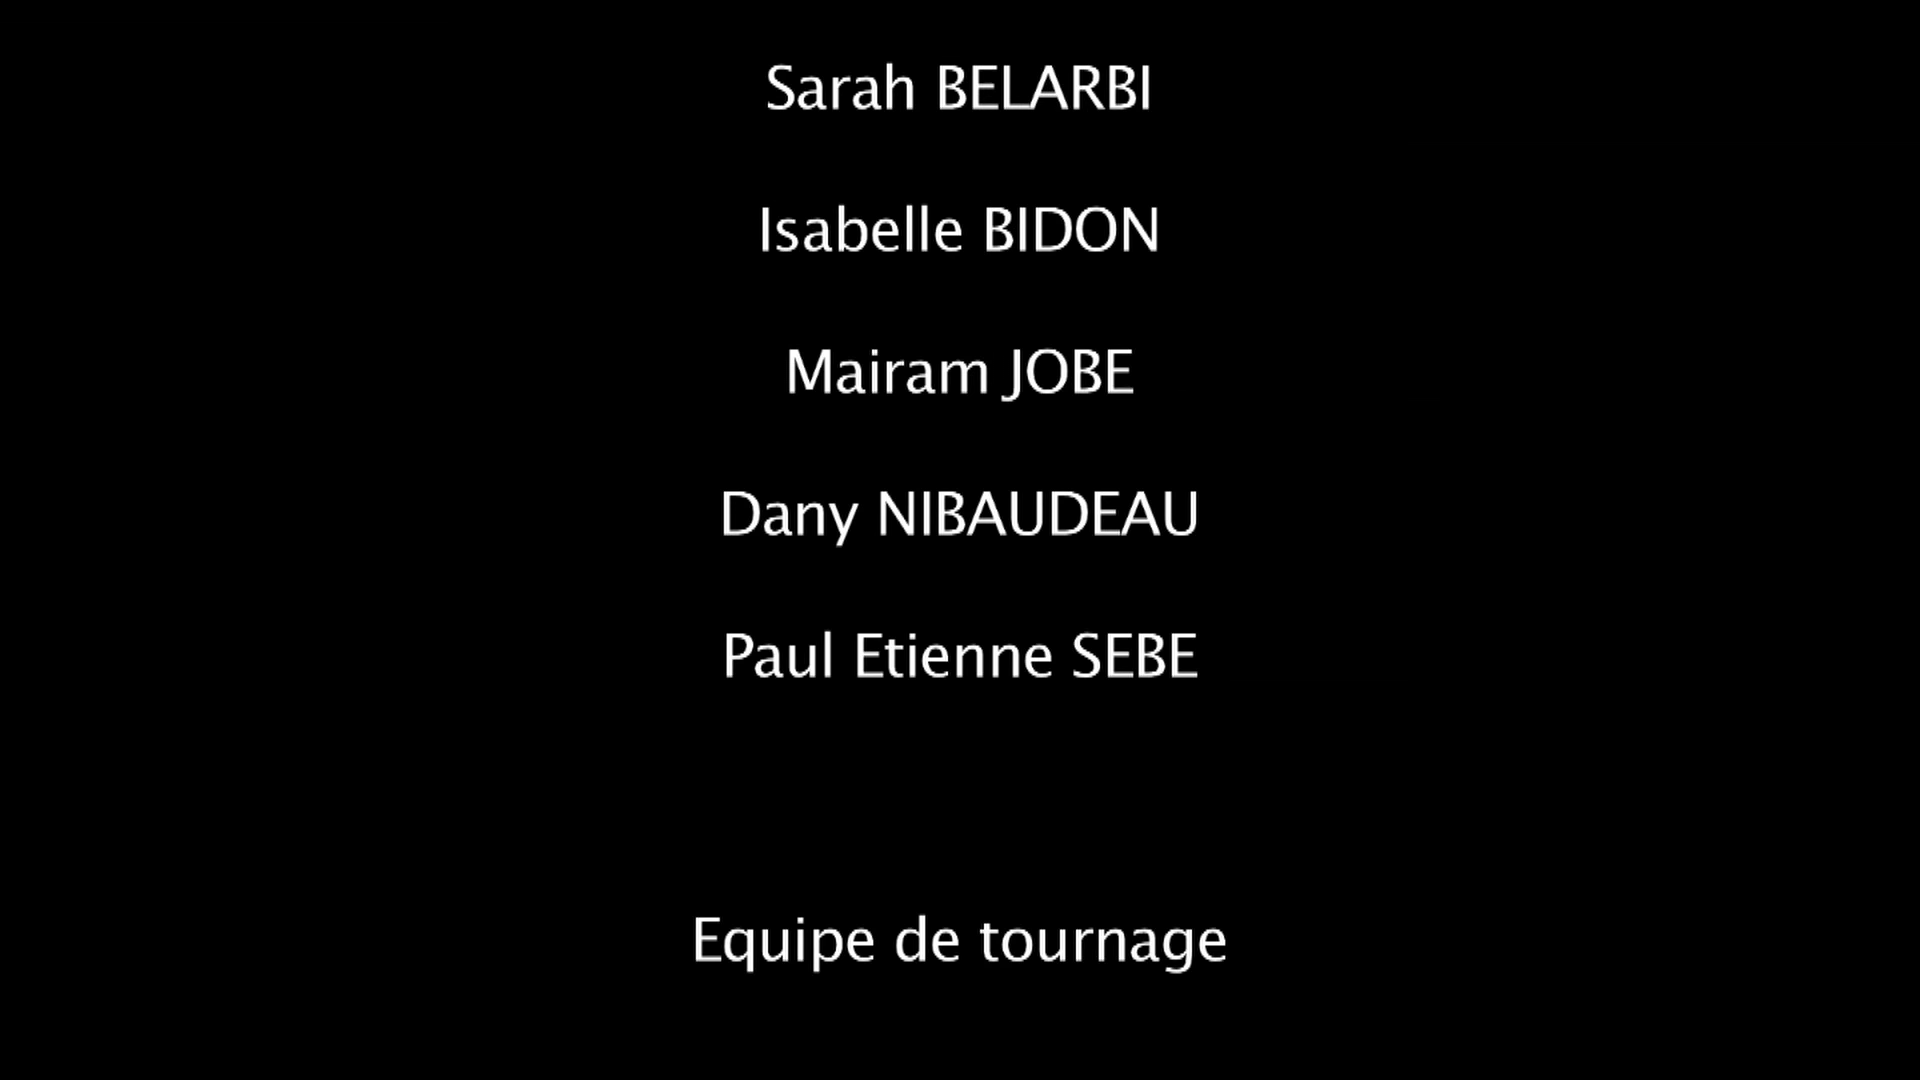 Sarah BELARBI
Isabelle BIDON
Mairam JOBE
Dany NIBAUDEAU
Paul Etienne SEBE
Equipe de tournage